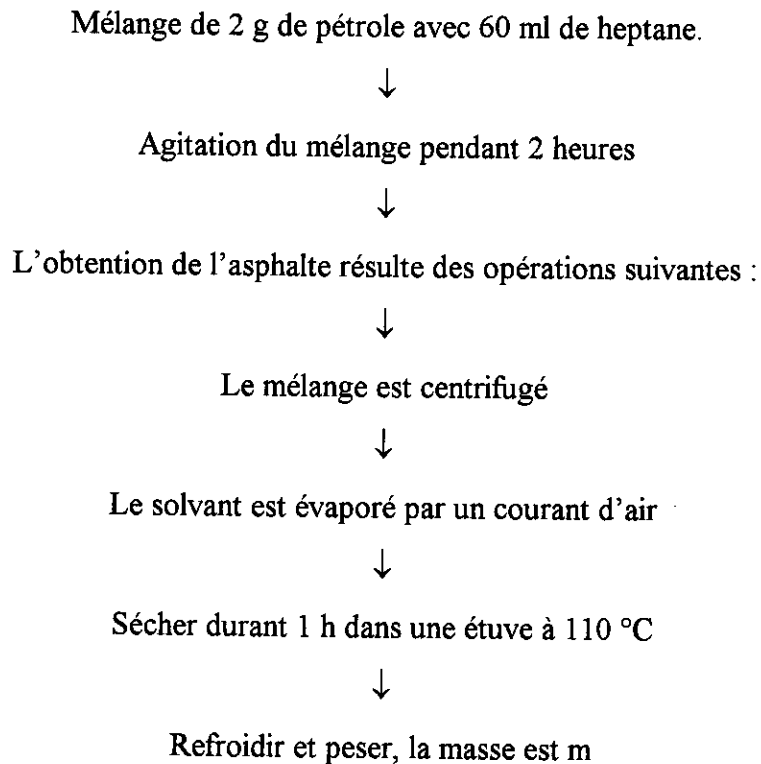 Mélange de 2 g de pétrole avec 60 ml de heptane.
↓
Agitation du mélange pendant 2 heures
↓
L'obtention de l'asphalte résulte des opérations suivantes :
↓
Le mélange est centrifugé
↓
Le solvant est évaporé par un courant d'air
↓
Sécher durant 1 h dans une étuve à 110 °C
↓
Refroidir et peser, la masse est m